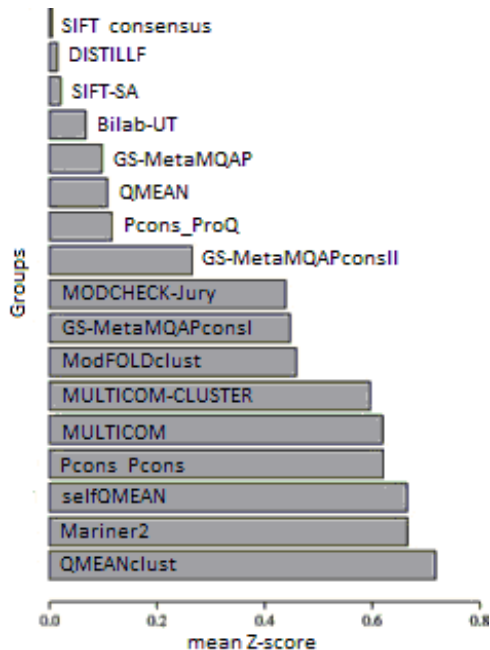 SIFT consensus
DISTILLF
SIFT-SA
Bilab-UT
GS-MetaMQAP
QMEAN
Pcons_ProQ
GS-MetaMQAPconsII
MODCHECK-Jury
GS-MetaMQAPconsI
ModFOLDclust
MULTICOM-CLUSTER
MULTICOM
Pcons Pcons
selfQMEAN
Mariner2
QMEANclust
Groups
0.0 0.2 0.4 0.6 0.8
mean Z-score